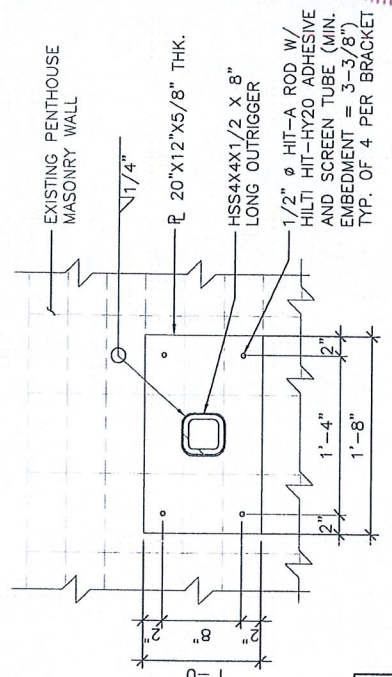 EXISTING PENTHOUSE
MASONRY WALL
1/4"
PL 20"X12"X5/8" THK.
HSS4X4X1/2 X 8"
LONG OUTRIGGER
1/2" ø HIT-A ROD W/
HILTI HIT-HY20 ADHESIVE
AND SCREEN TUBE (MIN.
EMBEDMENT = 3-3/8")
TYP. OF 4 PER BRACKET
2"
8"
2"
2"
1'-4"
2"
1'-8"